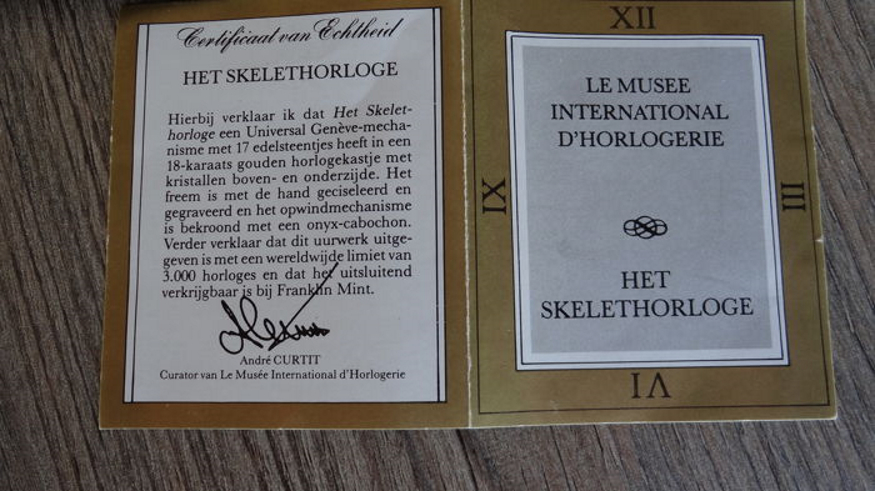 Certificaat van Echtheid
HET SKELETHORLOGE
Hierbij verklaar ik dat Het Skelet-
horloge een Universal Genève-mecha-
nisme met 17 edelsteentjes heeft in een
18-karaats gouden horlogekastje met
kristallen boven- en onderzijde. Het
freem is met de hand geciseleerd en
gegraveerd en het opwindmechanisme
is bekroond met een onyx-cabochon.
Verder verklaar dat dit uurwerk uitge-
geven is met een wereldwijde limiet van
3.000 horloges en dat het uitsluitend
verkrijgbaar is bij Franklin Mint.
André CURTIT
Curator van Le Musée International d'Horlogerie
XII
LE MUSEE
INTERNATIONAL
D'HORLOGERIE
IX
III
HET
SKELETHORLOGE
VI